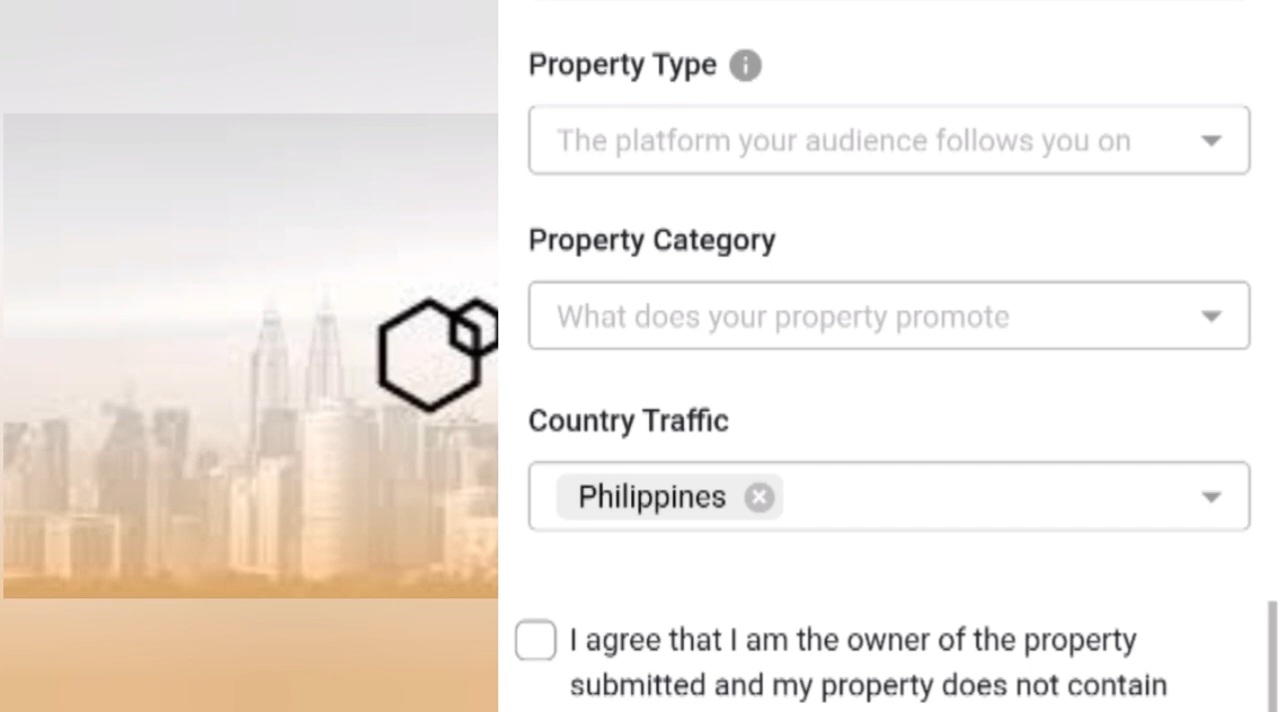 Property Type
The platform your audience follows you on
Property Category
What does your property promote
Country Traffic
Philippines
I agree that I am the owner of the property
submitted and my property does not contain